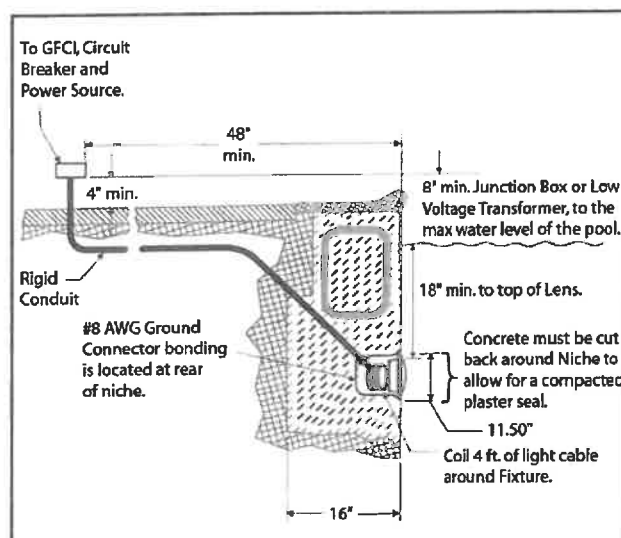 To GFCI, Circuit
Breaker and
Power Source.
48"
min.
4" min.
8" min. Junction Box or Low
Voltage Transformer, to the
max water level of the pool.
Rigid
Conduit
18" min. to top of Lens.
#8 AWG Ground
Connector bonding
is located at rear
of niche.
Concrete must be cut
back around Niche to
allow for a compacted
plaster seal.
11.50"
Coil 4 ft. of light cable
around Fixture.
16"